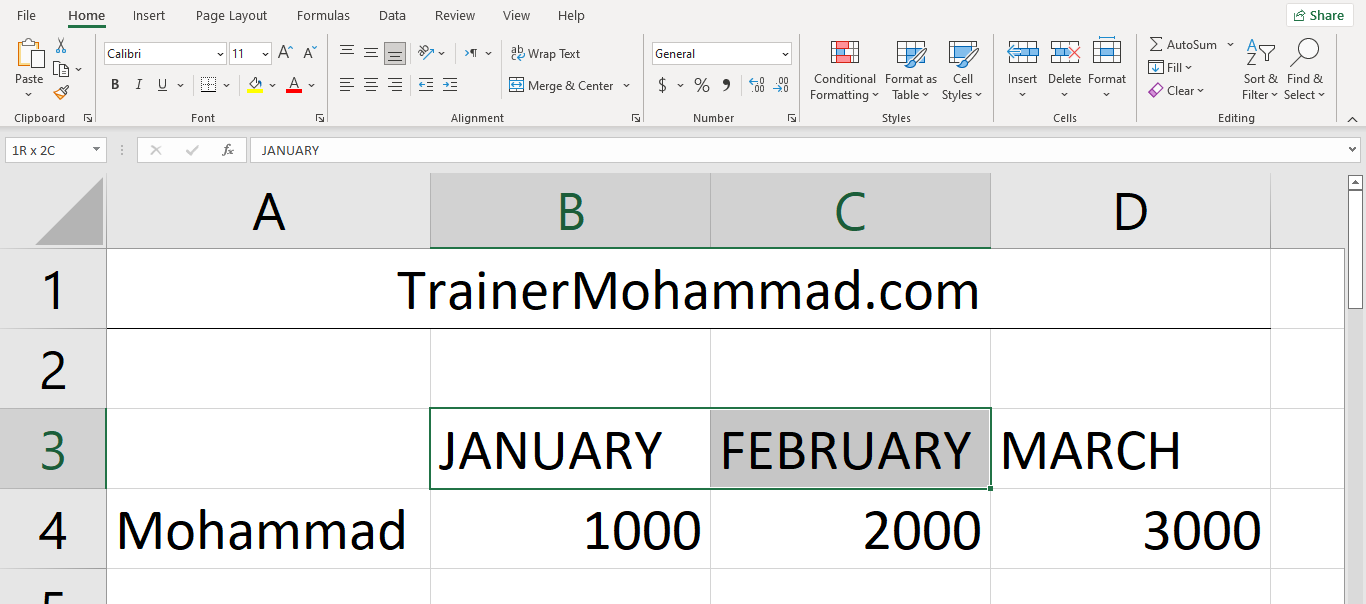 File Home Insert Page Layout Formulas Data Review View Help Share
Paste Calibri 11 A A ab Wrap Text General Conditional Formatting Format as Table Cell Styles Insert Delete Format AutoSum Fill Clear Sort & Filter Find & Select
B I U A Merge & Center $ % 9
Clipboard Font Alignment Number Styles Cells Editing
1R x 2C fx JANUARY
A B C D
1 TrainerMohammad.com
2
3 JANUARY FEBRUARY MARCH
4 Mohammad 1000 2000 3000